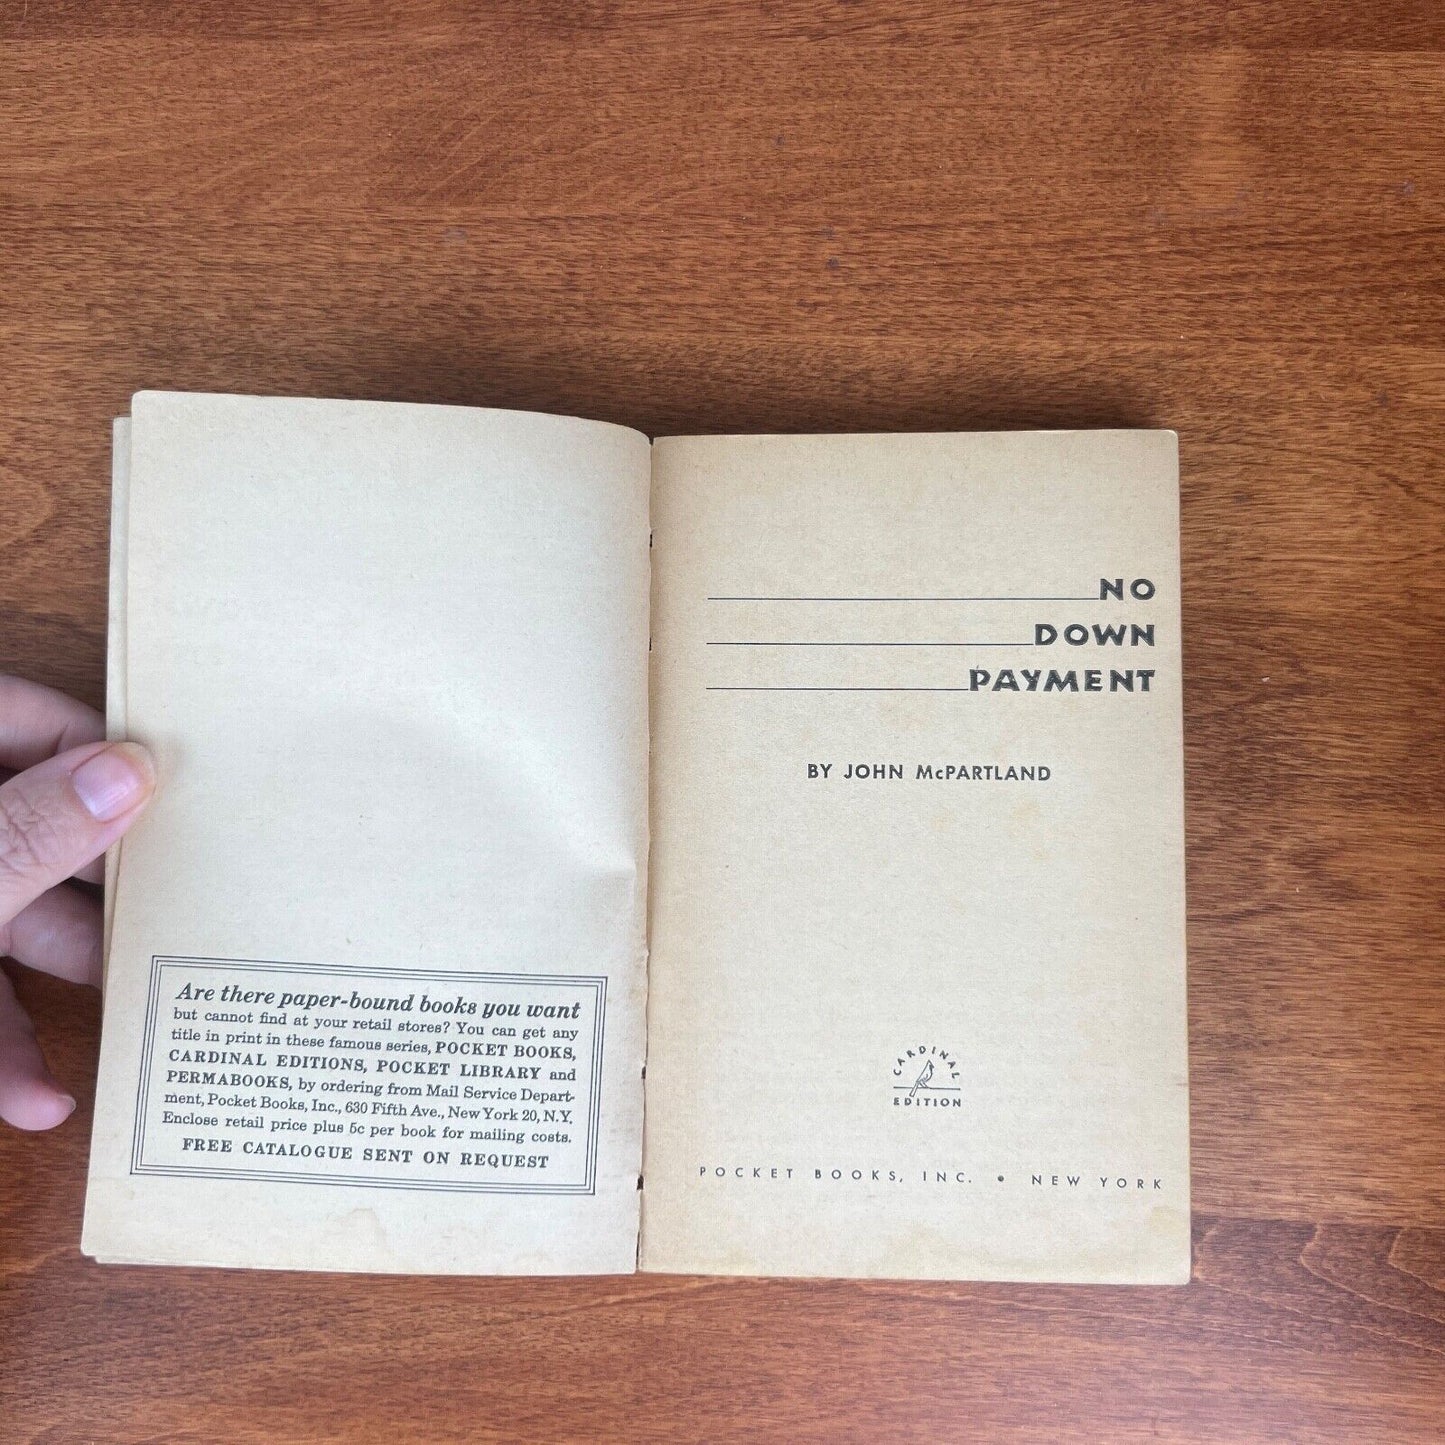 Are there paper-bound books you want
but cannot find at your retail stores? You can get any
title in print in these famous series, POCKET BOOKS,
CARDINAL EDITIONS, POCKET LIBRARY and
PERMABOOKS, by ordering from Mail Service Depart-
ment, Pocket Books, Inc., 630 Fifth Ave., New York 20, N.Y.
Enclose retail price plus 5c per book for mailing costs.
FREE CATALOGUE SENT ON REQUEST
NO
DOWN
PAYMENT
BY JOHN McPARTLAND
CARDINAL
EDITION
POCKET BOOKS, INC. • NEW YORK